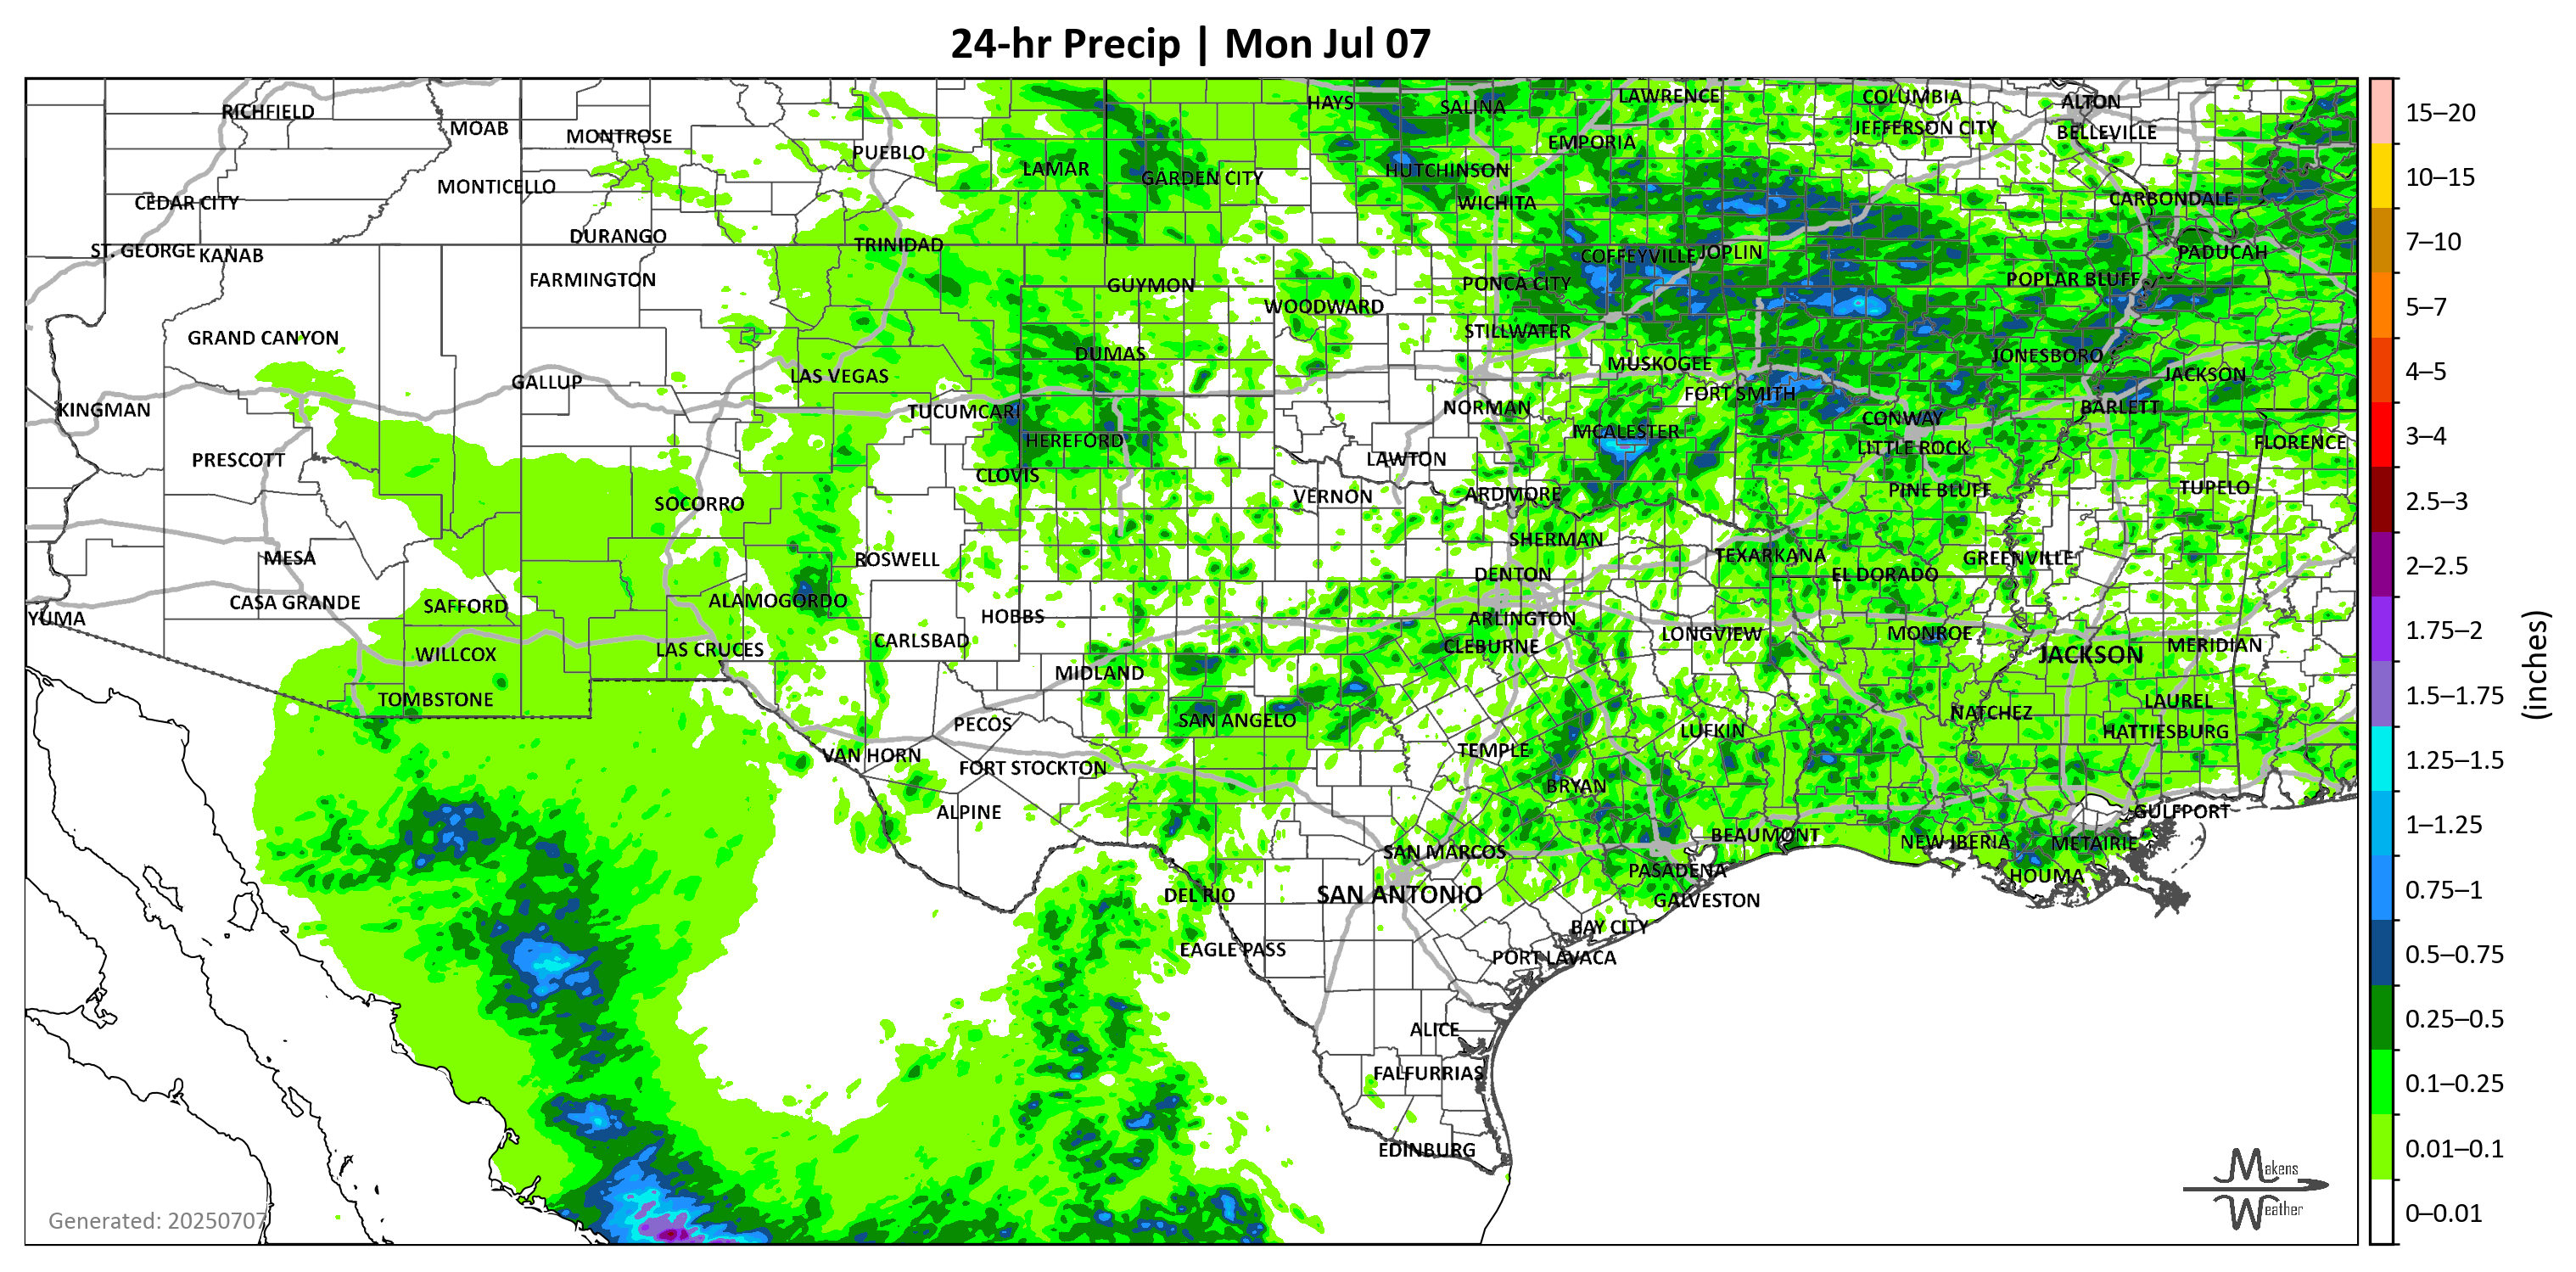 24-hr Precip | Mon Jul 07
RICHFIELD
MOAB
MONTROSE
PUEBLO
LAMAR
GARDEN CITY
HAYS
SALINA
LAWRENCE
COLUMBIA
ALTON
JEFFERSON CITY
BELLEVILLE
EMPORIA
HUTCHINSON
WICHITA
CEDAR CITY
MONTICELLO
CARBONDALE
ST. GEORGE
KANAB
DURANGO
TRINIDAD
COFFEYVILLE
JOPLIN
PADUCAH
FARMINGTON
GUYMON
WOODWARD
PONCA CITY
POPLAR BLUFF
GRAND CANYON
STILLWATER
DUMAS
MUSKOGEE
JONESBORO
GALLUP
LAS VEGAS
JACKSON
KINGMAN
TUCUMCARI
NORMAN
FORT SMITH
CONWAY
BARLETT
HEREFORD
MCALESTER
LITTLE ROCK
FLORENCE
PRESCOTT
CLOVIS
LAWTON
SOCORRO
VERNON
ARDMORE
PINE BLUFF
TUPELO
MESA
ROSWELL
SHERMAN
TEXARKANA
GREENVILLE
CASA GRANDE
SAFFORD
ALAMOGORDO
DENTON
EL DORADO
YUMA
HOBBS
ARLINGTON
WILLCOX
LAS CRUCES
CARLSBAD
CLEBURNE
LONGVIEW
MONROE
JACKSON
MERIDIAN
TOMBSTONE
MIDLAND
PECOS
SAN ANGELO
LUFKIN
NATCHEZ
LAUREL
HATTIESBURG
VAN HORN
FORT STOCKTON
TEMPLE
BRYAN
ALPINE
GULFPORT
SAN MARCOS
BEAUMONT
NEW IBERIA
METAIRIE
DEL RIO
SAN ANTONIO
PASADENA
HOUMA
GALVESTON
EAGLE PASS
BAY CITY
PORT LAVACA
ALICE
FALFURRIAS
EDINBURG
Generated: 20250707
Makens
Weather
15–20
10–15
7–10
5–7
4–5
3–4
2.5–3
2–2.5
1.75–2
1.5–1.75
1.25–1.5
1–1.25
0.75–1
0.5–0.75
0.25–0.5
0.1–0.25
0.01–0.1
0–0.01
(inches)